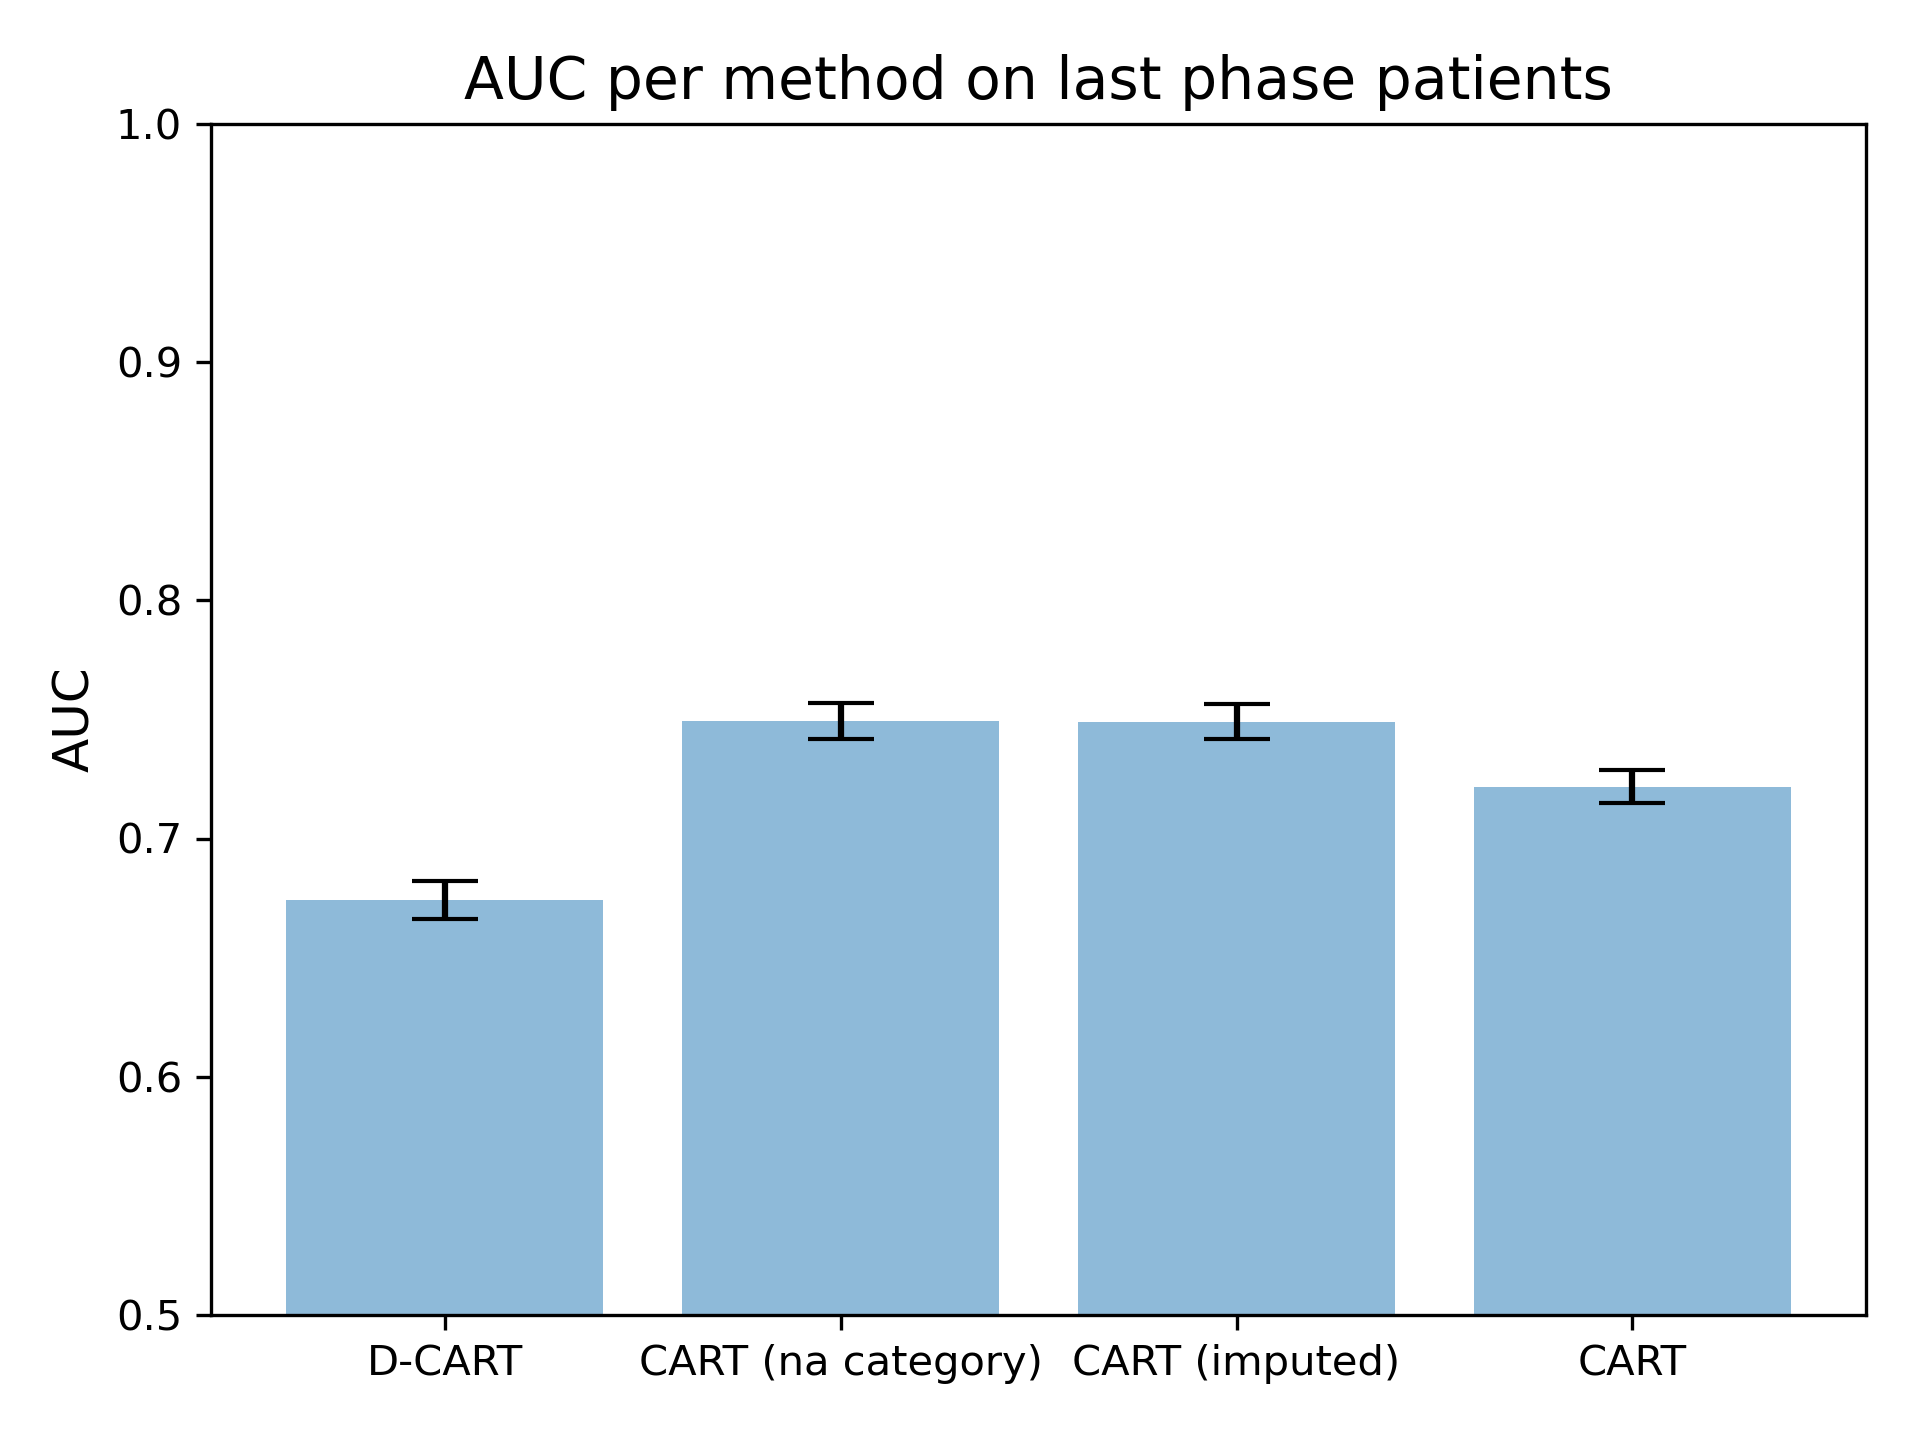 AUC per method on last phase patients
1.0
0.9
0.8
0.7
0.6
0.5
AUC
D-CART
CART (na category)
CART (imputed)
CART